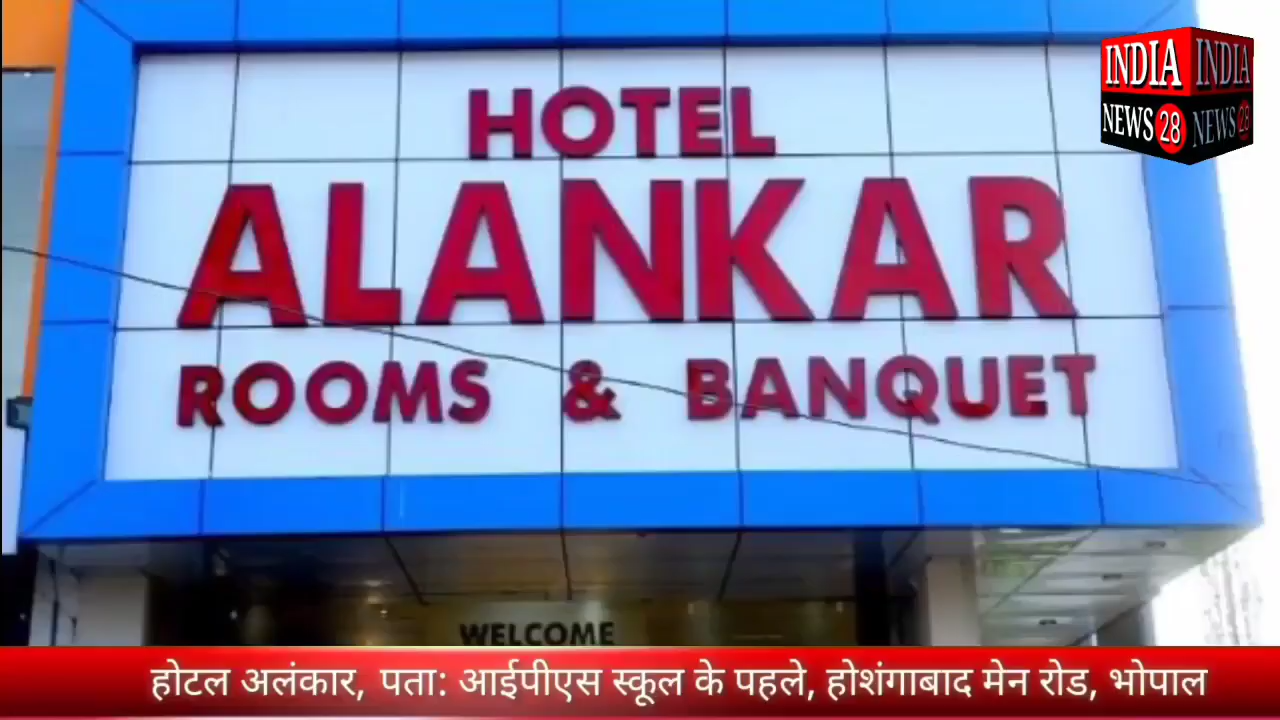 HOTEL
ALANKAR
ROOMS & BANQUET
WELCOME
INDIA INDIA
NEWS 28 NEWS 28
होटल अलंकार, पता: आईपीएस स्कूल के पहले, होशंगाबाद मेन रोड, भोपाल